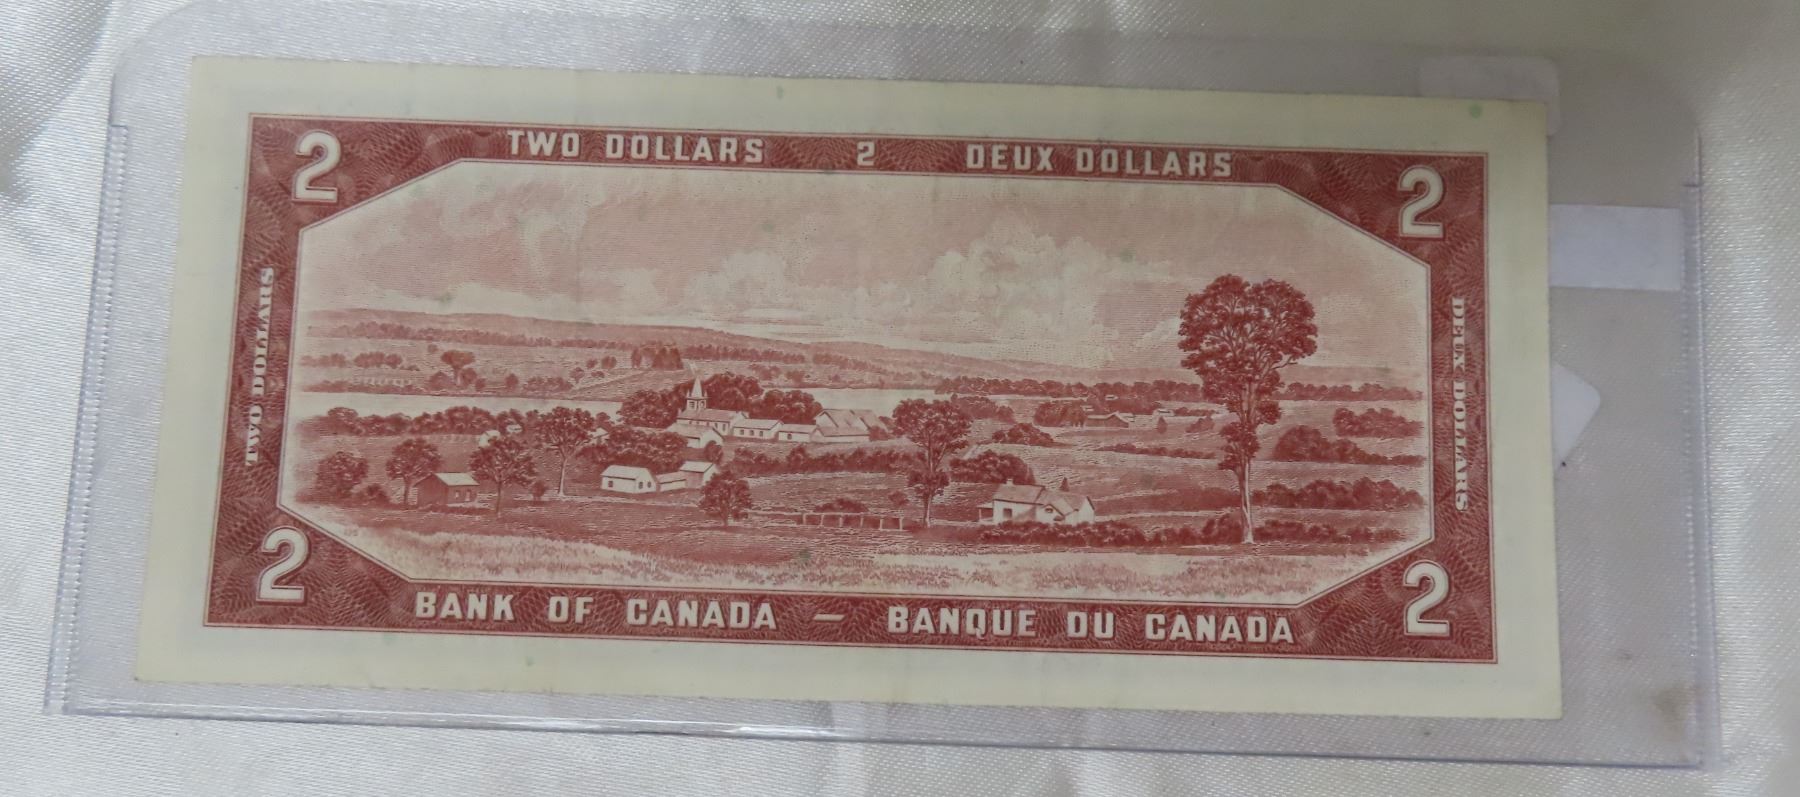 2 TWO DOLLARS 2 DEUX DOLLARS 2
TWO DOLLARS
DEUX DOLLARS
2 BANK OF CANADA — BANQUE DU CANADA 2